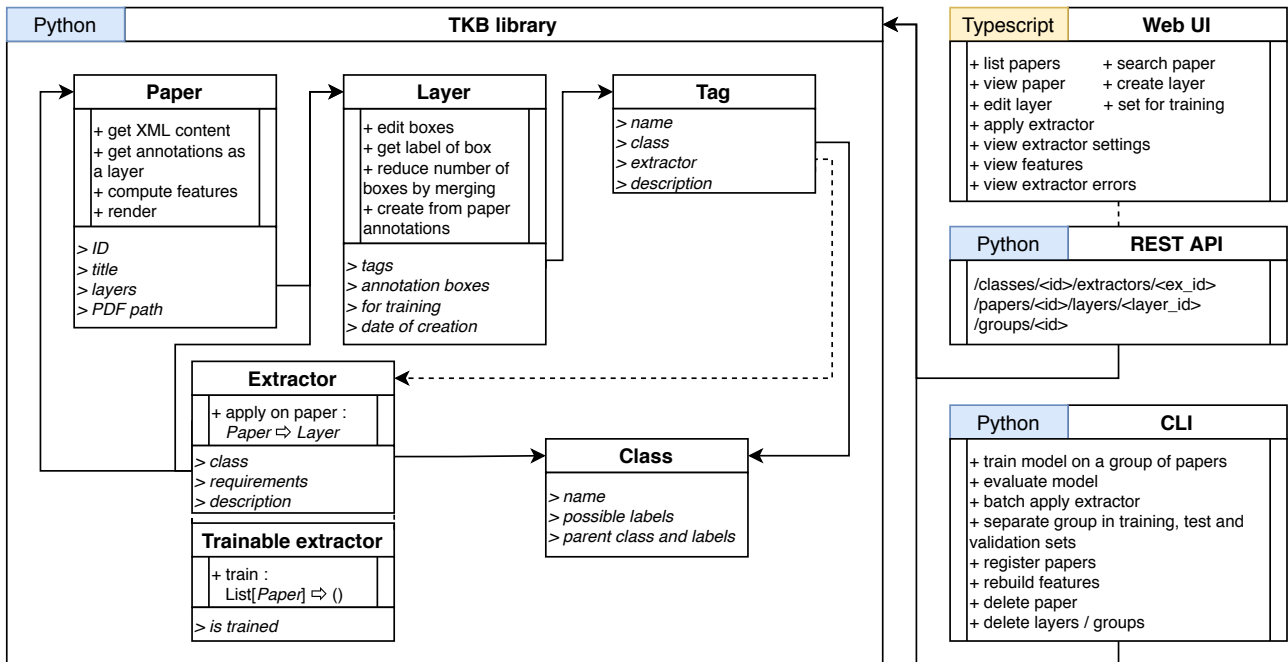 Python
TKB library
Paper
+ get XML content
+ get annotations as
a layer
+ compute features
+ render
> ID
> title
> layers
> PDF path
Layer
+ edit boxes
+ get label of box
+ reduce number of
boxes by merging
+ create from paper
annotations
> tags
> annotation boxes
> for training
> date of creation
Tag
> name
> class
> extractor
> description
Extractor
+ apply on paper :
Paper ⇨ Layer
> class
> requirements
> description
Trainable extractor
+ train :
List[Paper] ⇨ ()
> is trained
Class
> name
> possible labels
> parent class and labels
Typescript
Web UI
+ list papers + search paper
+ view paper + create layer
+ edit layer + set for training
+ apply extractor
+ view extractor settings
+ view features
+ view extractor errors
Python
REST API
/classes/<id>/extractors/<ex_id>
/papers/<id>/layers/<layer_id>
/groups/<id>
Python
CLI
+ train model on a group of papers
+ evaluate model
+ batch apply extractor
+ separate group in training, test and
validation sets
+ register papers
+ rebuild features
+ delete paper
+ delete layers / groups